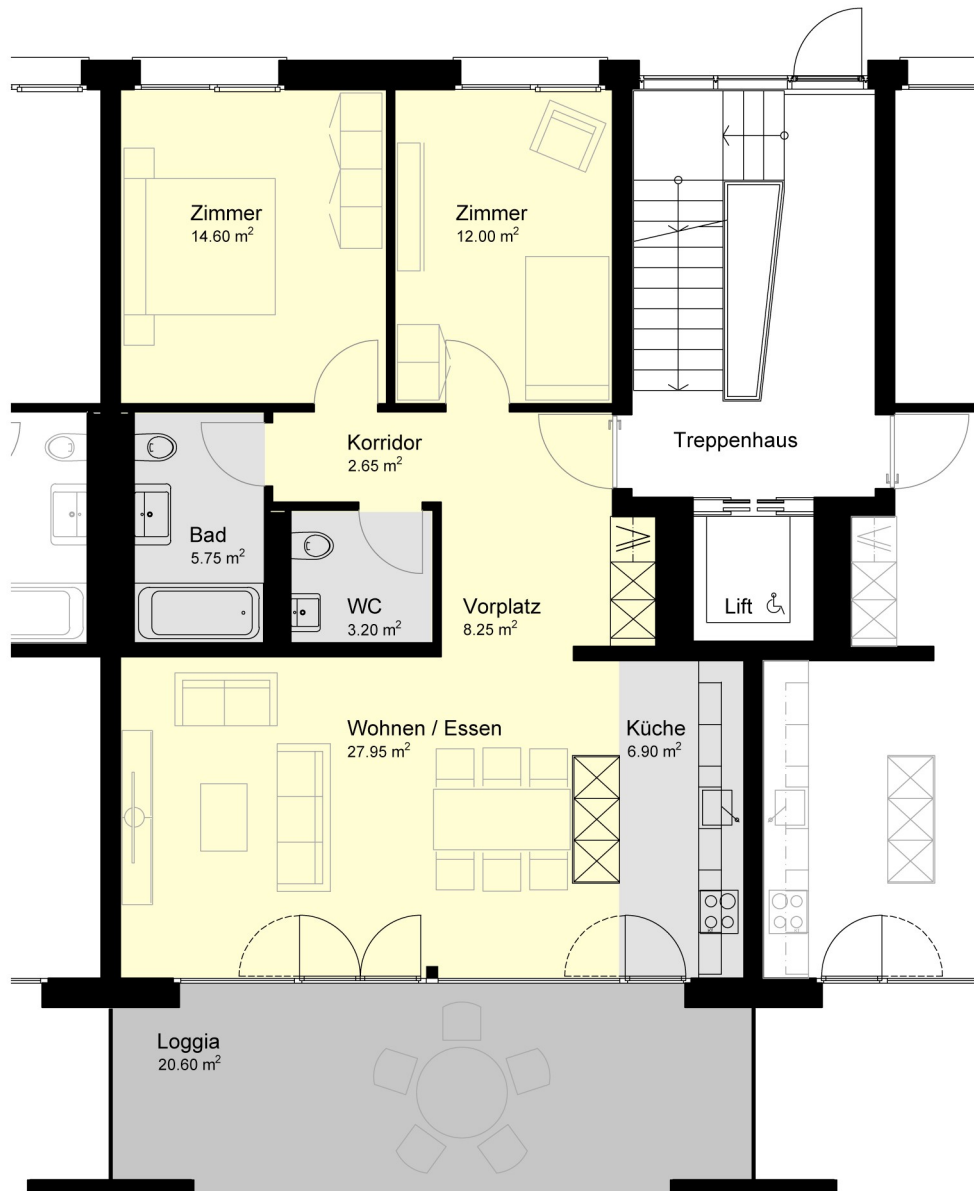 Zimmer
14.60 m²
Zimmer
12.00 m²
Korridor
2.65 m²
Treppenhaus
Bad
5.75 m²
WC
3.20 m²
Vorplatz
8.25 m²
Lift
Wohnen / Essen
27.95 m²
Küche
6.90 m²
Loggia
20.60 m²